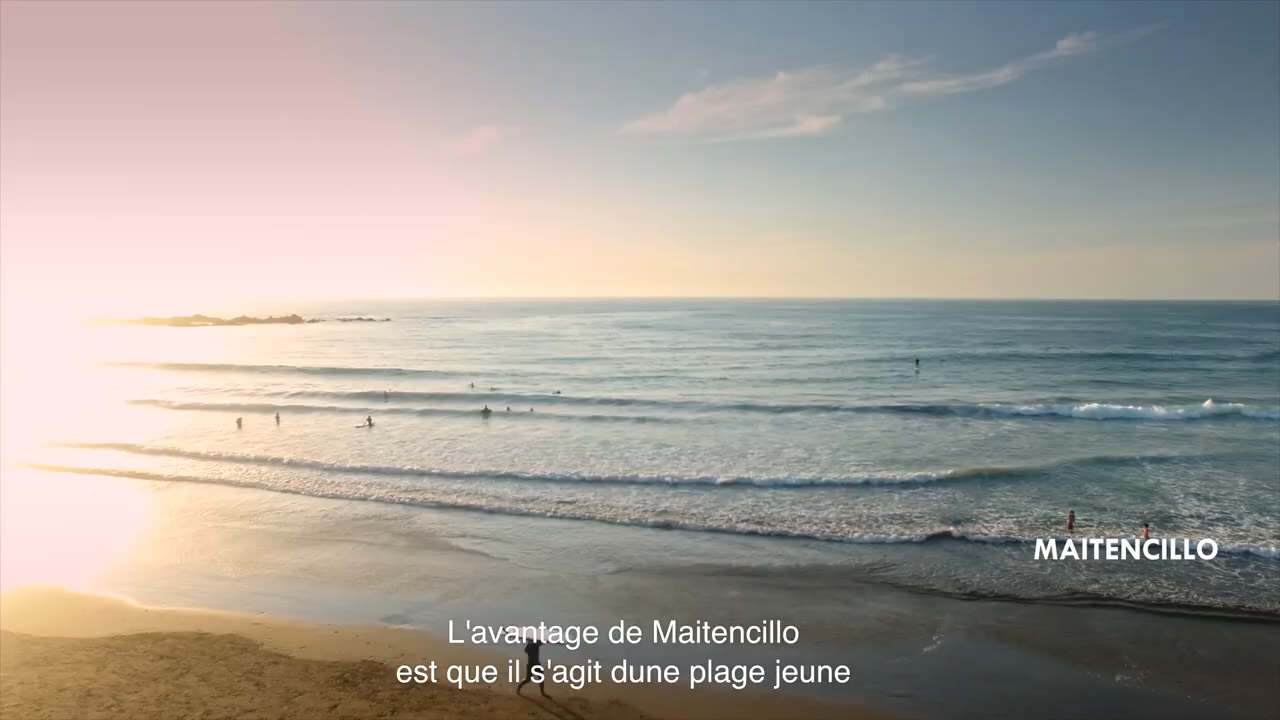 MAITENCILLO
L'avantage de Maitencillo
est que il s'agit dune plage jeune